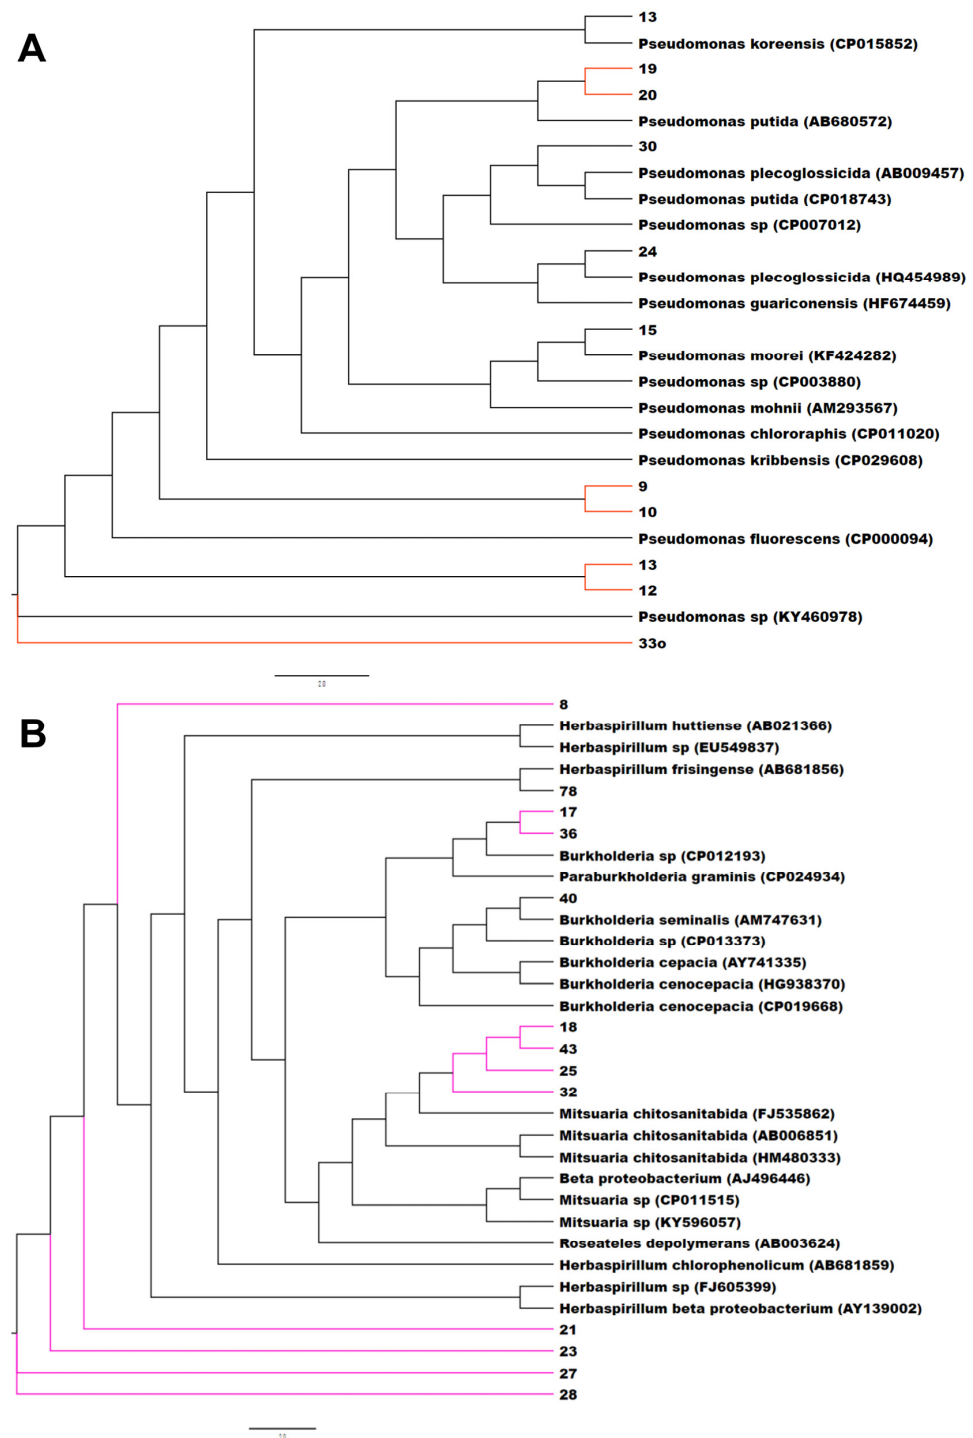 A
13
Pseudomonas koreensis (CP015852)
19
20
Pseudomonas putida (AB680572)
30
Pseudomonas plecoglossicida (AB009457)
Pseudomonas putida (CP018743)
Pseudomonas sp (CP007012)
24
Pseudomonas plecoglossicida (HQ454989)
Pseudomonas guariconensis (HF674459)
15
Pseudomonas moorei (KF424282)
Pseudomonas sp (CP003880)
Pseudomonas mohnii (AM293567)
Pseudomonas chlororaphis (CP011020)
Pseudomonas kribbensis (CP029608)
9
10
Pseudomonas fluorescens (CP000094)
13
12
Pseudomonas sp (KY460978)
33o
2.0
B
8
Herbaspirillum huttiense (AB021366)
Herbaspirillum sp (EU549837)
Herbaspirillum frisingense (AB681856)
78
17
36
Burkholderia sp (CP012193)
Paraburkholderia graminis (CP024934)
40
Burkholderia seminalis (AM747631)
Burkholderia sp (CP013373)
Burkholderia cepacia (AY741335)
Burkholderia cenocepacia (HG938370)
Burkholderia cenocepacia (CP019668)
18
43
25
32
Mitsuaria chitosanitabida (FJ535862)
Mitsuaria chitosanitabida (AB006851)
Mitsuaria chitosanitabida (HM480333)
Beta proteobacterium (AJ496446)
Mitsuaria sp (CP011515)
Mitsuaria sp (KY596057)
Roseateles depolymerans (AB003624)
Herbaspirillum chlorophenolicum (AB681859)
Herbaspirillum sp (FJ605399)
Herbaspirillum beta proteobacterium (AY139002)
21
23
27
28